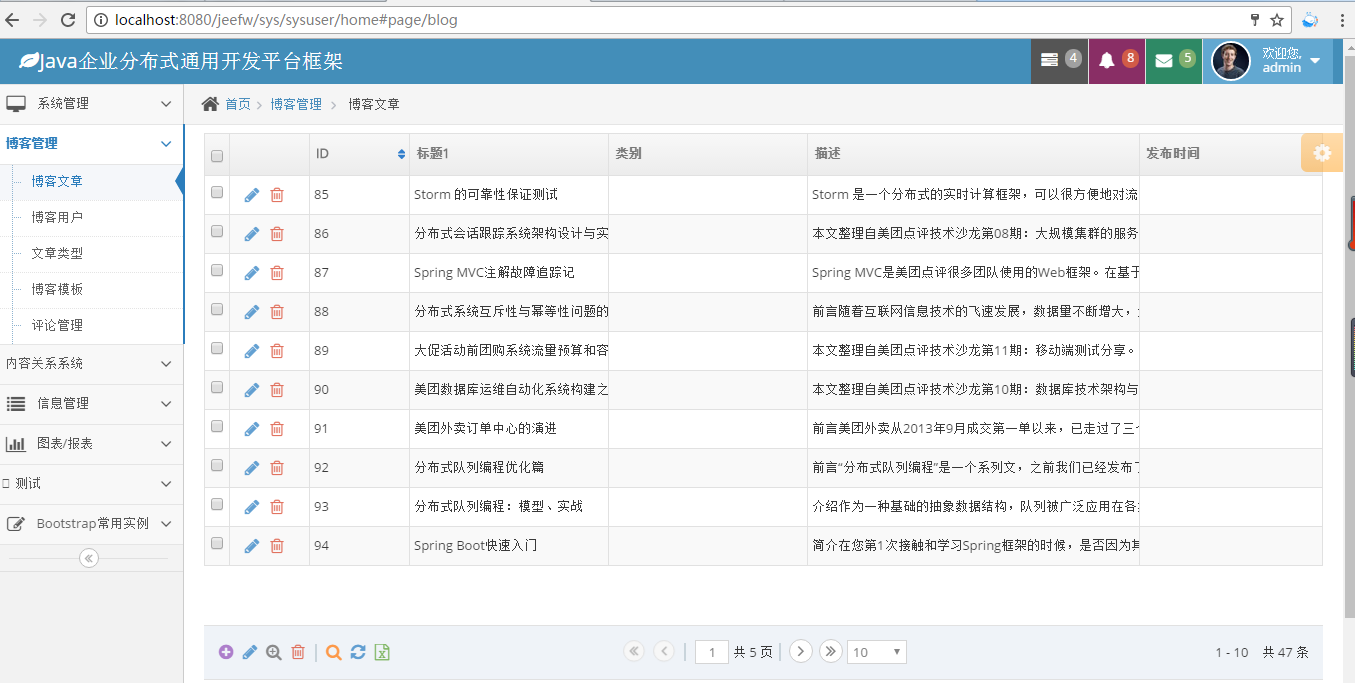 localhost:8080/jeefw/sys/sysuser/home#page/blog
Java企业分布式通用开发平台框架
4
8
5
欢迎您,
admin
系统管理
博客管理
博客文章
博客用户
文章类型
博客模板
评论管理
内容关系系统
信息管理
图表/报表
测试
Bootstrap常用实例
首页 博客管理 博客文章
ID 标题1 类别 描述 发布时间
85 Storm 的可靠性保证测试 Storm 是一个分布式的实时计算框架，可以很方便地对流
86 分布式会话跟踪系统架构设计与实 本文整理自美团点评技术沙龙第08期：大规模集群的服务
87 Spring MVC注解故障追踪记 Spring MVC是美团点评很多团队使用的Web框架。在基于
88 分布式系统互斥性与幂等性问题的 前言随着互联网信息技术的飞速发展，数据量不断增大，
89 大促活动前团购系统流量预算和容 本文整理自美团点评技术沙龙第11期：移动端测试分享。
90 美团数据库运维自动化系统构建之 本文整理自美团点评技术沙龙第10期：数据库技术架构与
91 美团外卖订单中心的演进 前言美团外卖从2013年9月成交第一单以来，已走过了三
92 分布式队列编程优化篇 前言“分布式队列编程”是一个系列文，之前我们已经发布了
93 分布式队列编程：模型、实战 介绍作为一种基础的抽象数据结构，队列被广泛应用在各
94 Spring Boot快速入门 简介在您第1次接触和学习Spring框架的时候，是否因为其
1 共 5 页 10 1 - 10 共 47 条